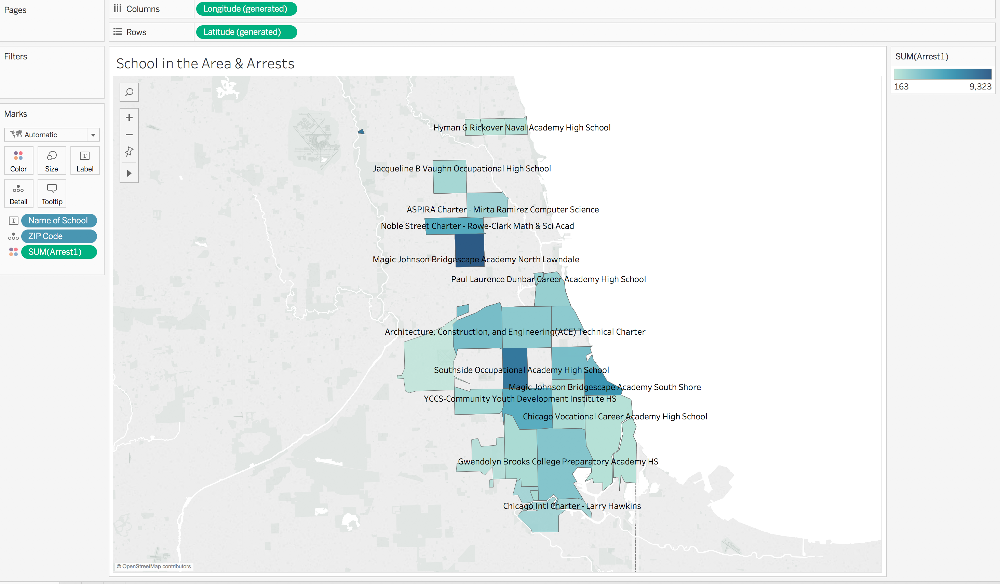 Pages
Columns
Longitude (generated)
Rows
Latitude (generated)
Filters
School in the Area & Arrests
SUM(Arrest1)
163 9,323
Marks
Automatic
Color Size T Label
Detail Tooltip
T Name of School
ZIP Code
SUM(Arrest1)
Hyman G Rickover Naval Academy High School
Jacqueline B Vaughn Occupational High School
ASPIRA Charter - Mirta Ramirez Computer Science
Noble Street Charter - Rowe-Clark Math & Sci Acad
Magic Johnson Bridgescape Academy North Lawndale
Paul Laurence Dunbar Career Academy High School
Architecture, Construction, and Engineering(ACE) Technical Charter
Southside Occupational Academy High School
Magic Johnson Bridgescape Academy South Shore
YCCS-Community Youth Development Institute HS
Chicago Vocational Career Academy High School
Gwendolyn Brooks College Preparatory Academy HS
Chicago Intl Charter - Larry Hawkins
© OpenStreetMap contributors